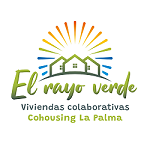 El rayo verde
Viviendas colaborativas
Cohousing La Palma